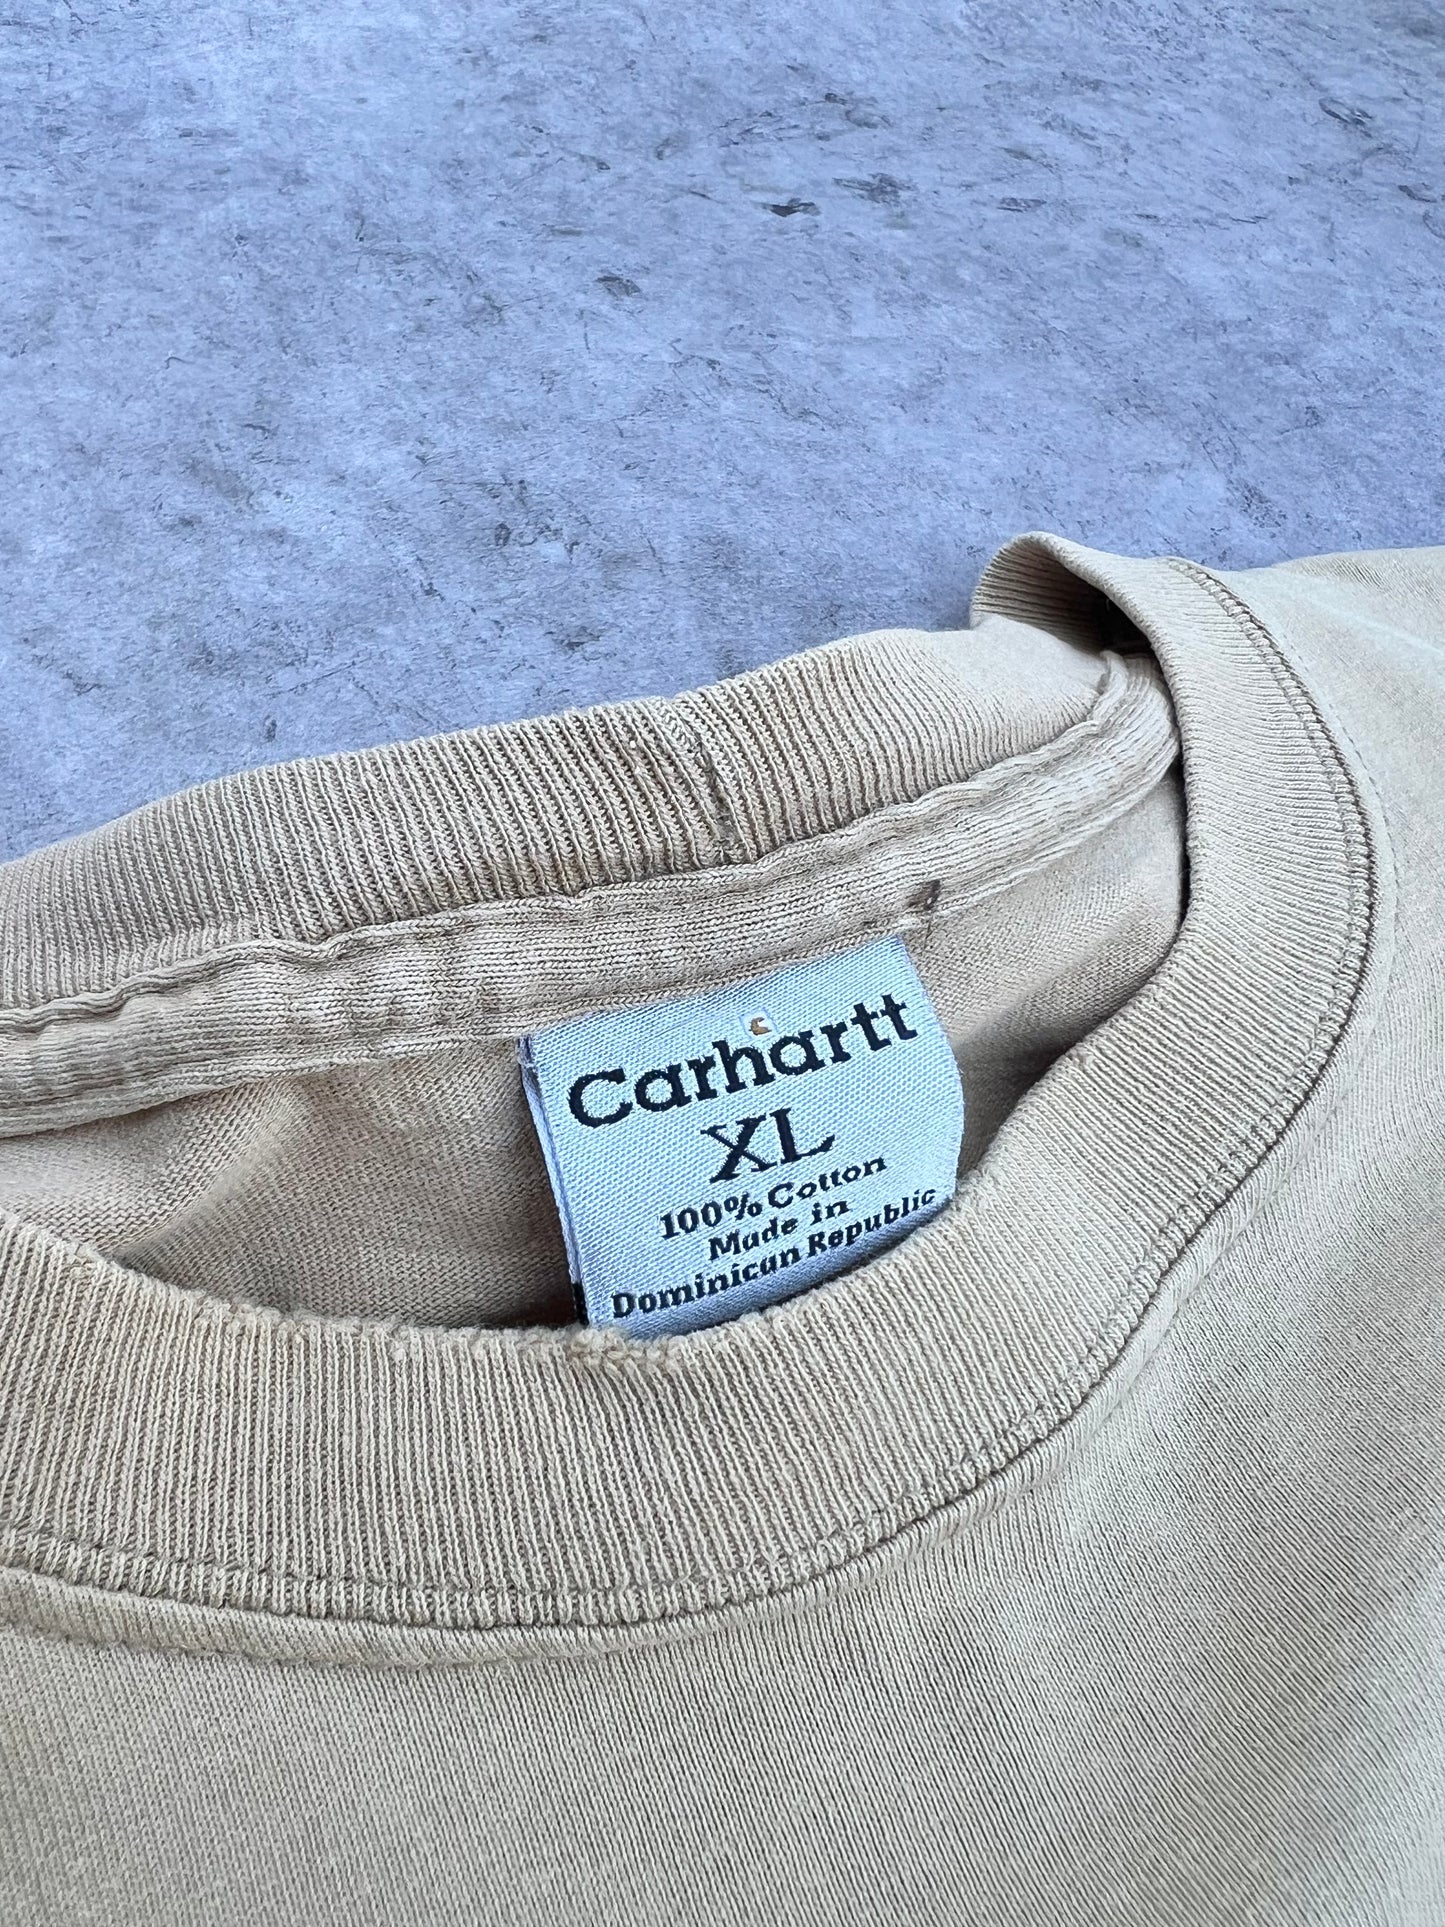 Carhartt
XL
100% Cotton
Made in
Dominican Republic